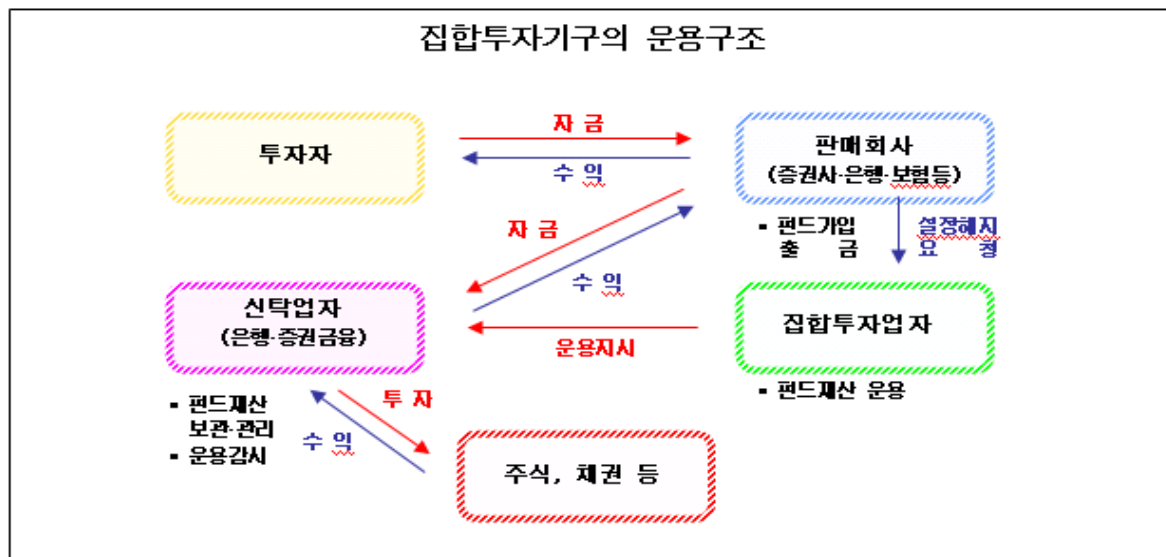 집합투자기구의 운용구조
투자자
자 금
수 익
판매회사
(증권사·은행·보험등)
▪ 펀드가입
출 금
설정해지
요 청
자 금
수 익
신탁업자
(은행·증권금융)
운용지시
집합투자업자
▪ 펀드재산 운용
▪ 펀드재산
보관·관리
▪ 운용감시
투 자
수 익
주식, 채권 등